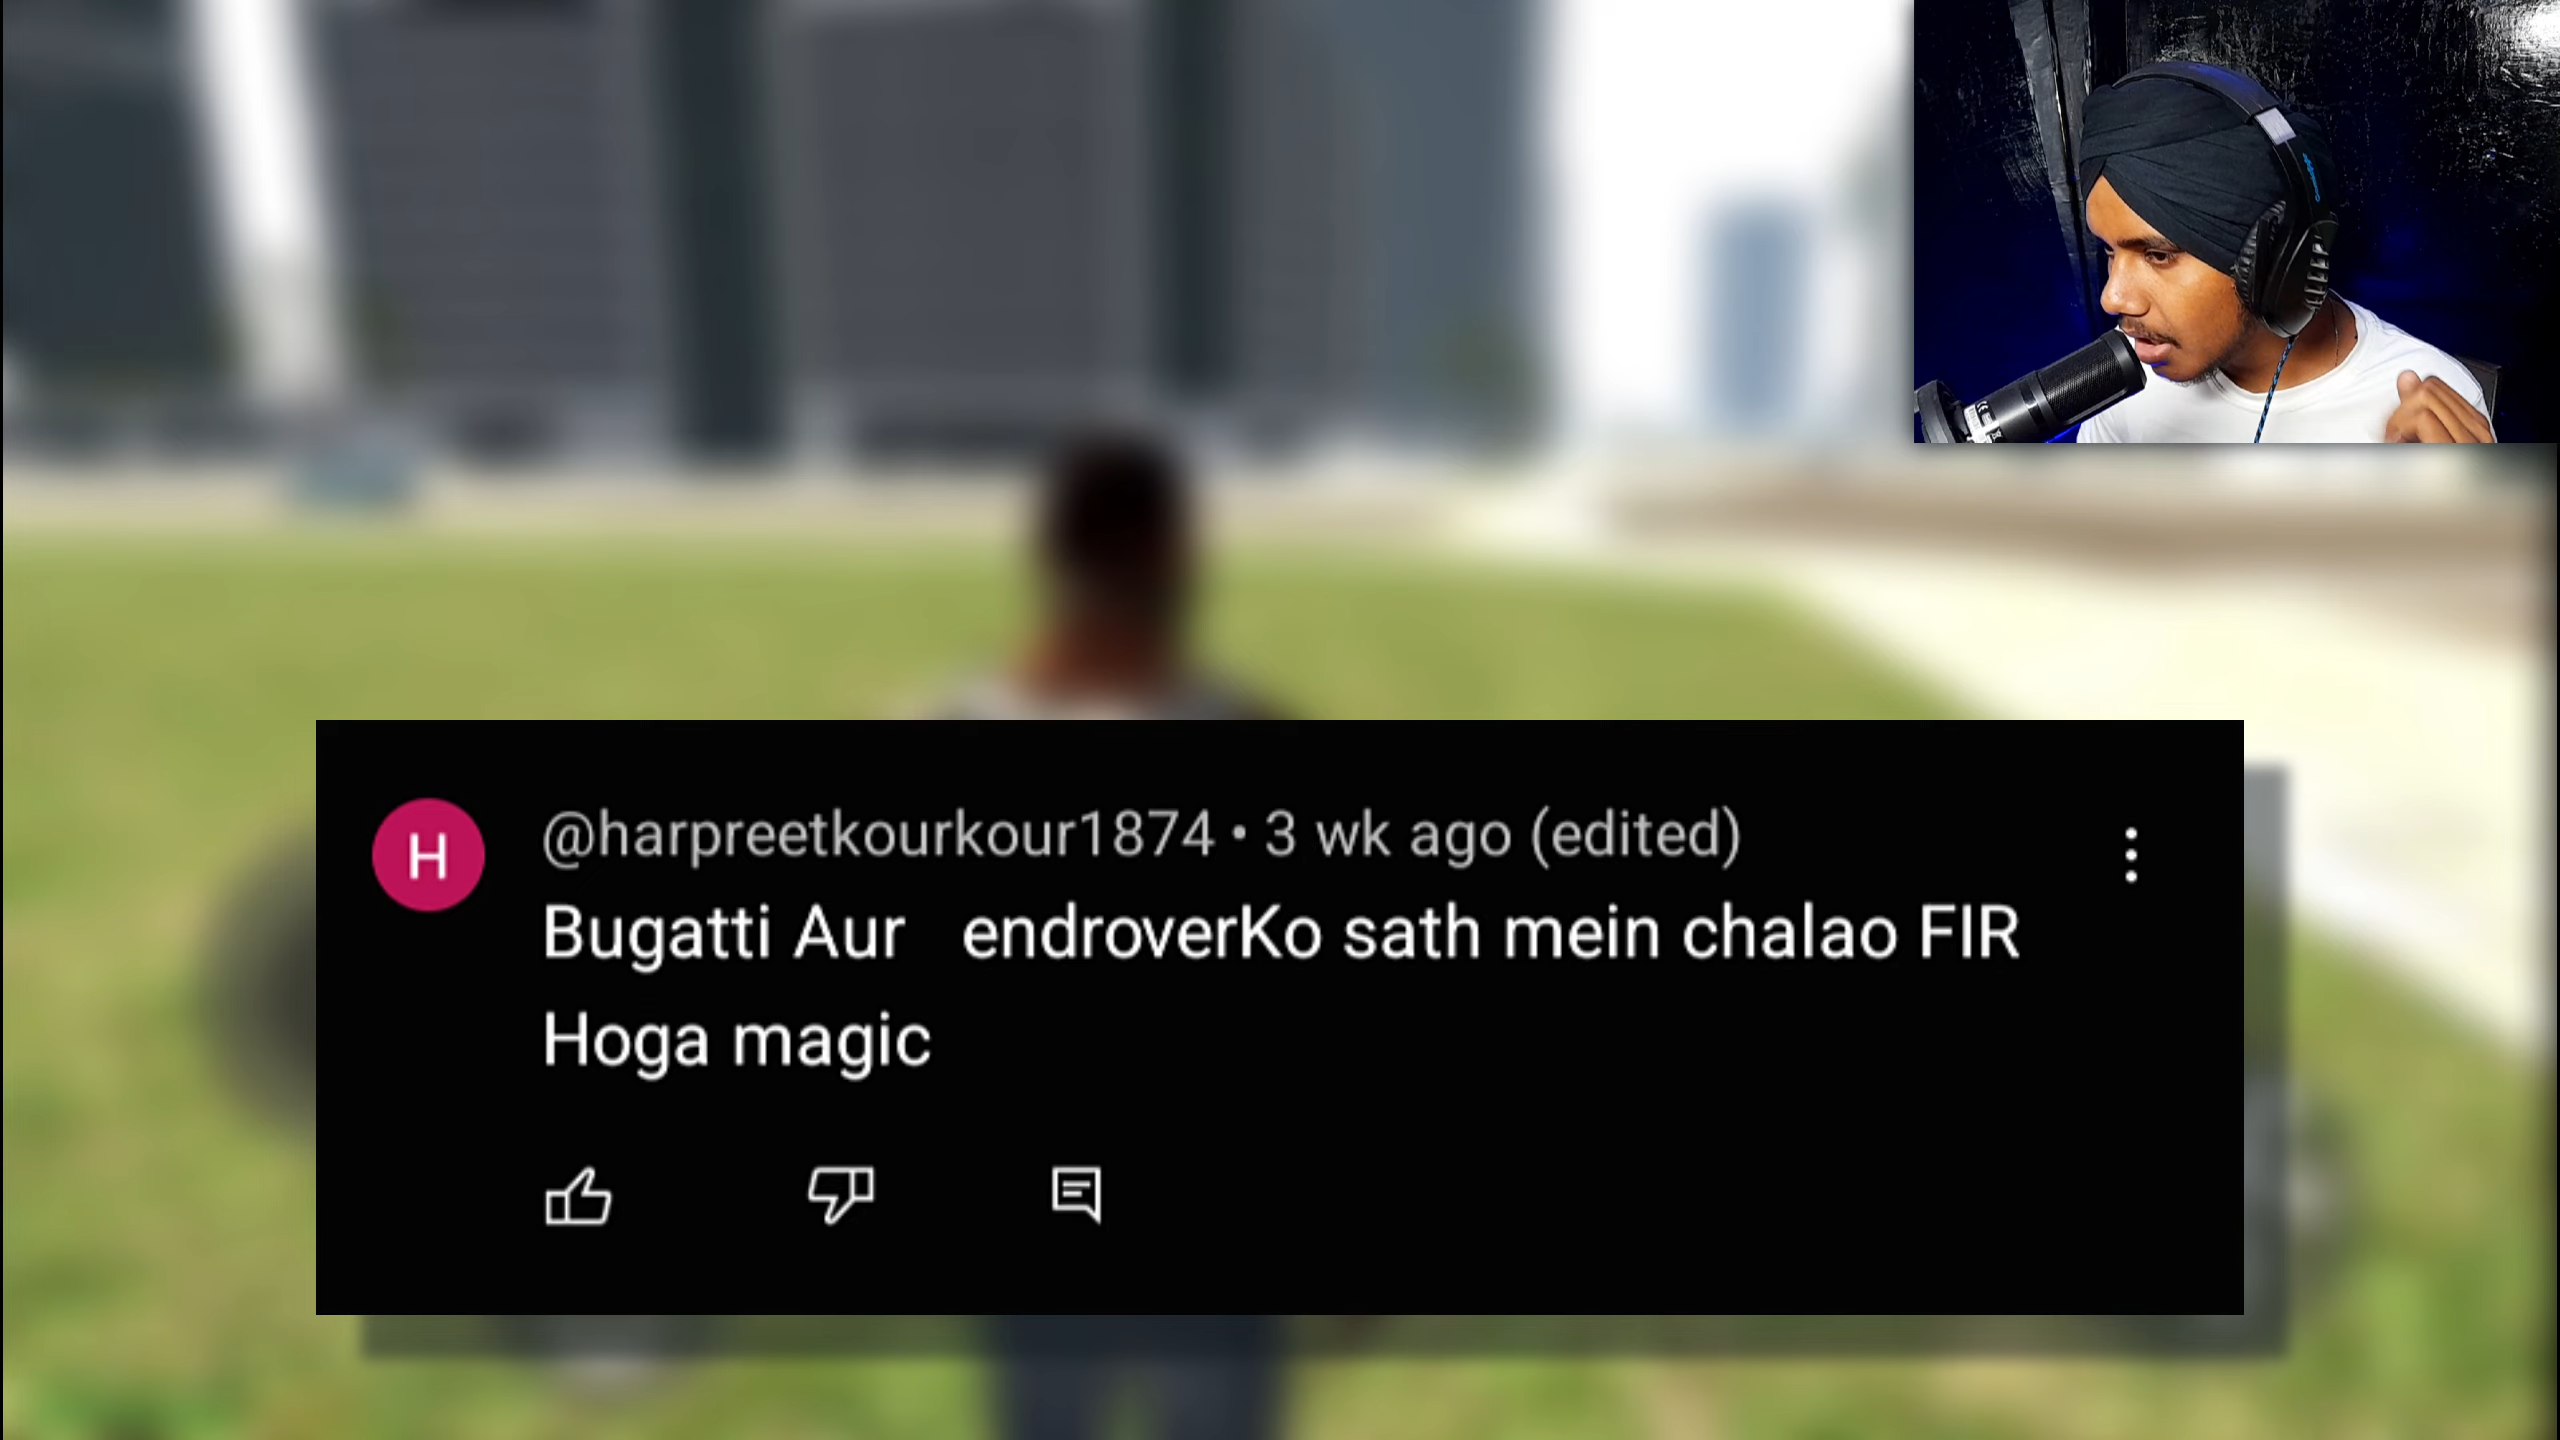 H
@harpreetkourkour1874 • 3 wk ago (edited)
Bugatti Aur endroverKo sath mein chalao FIR
Hoga magic